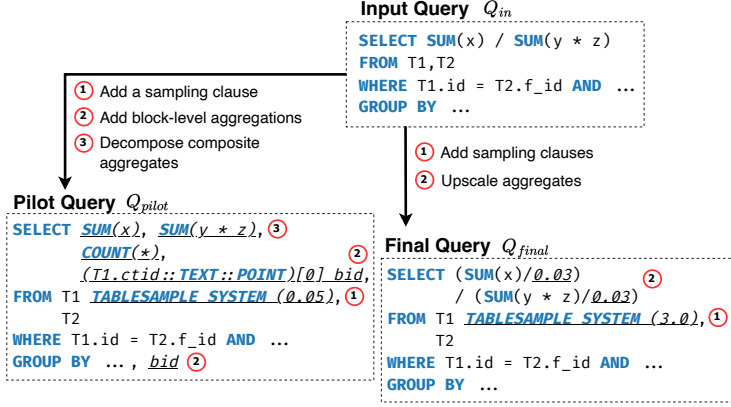 Input Query Q_in
SELECT SUM(x) / SUM(y * z)
FROM T1,T2
WHERE T1.id = T2.f_id AND ...
GROUP BY ...
1 Add a sampling clause
2 Add block-level aggregations
3 Decompose composite
aggregates
1 Add sampling clauses
2 Upscale aggregates
Pilot Query Q_pilot
SELECT SUM(x), SUM(y * z), 3
COUNT(*), 2
(T1.ctid::TEXT::POINT)[0] bid,
FROM T1 TABLESAMPLE SYSTEM (0.05), 1
T2
WHERE T1.id = T2.f_id AND ...
GROUP BY ... , bid 2
Final Query Q_final
SELECT (SUM(x)/0.03) 2
/ (SUM(y * z)/0.03)
FROM T1 TABLESAMPLE SYSTEM (3.0), 1
T2
WHERE T1.id = T2.f_id AND ...
GROUP BY ...